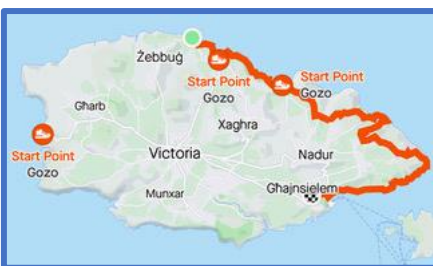 Żebbuġ
Start Point
Gozo
Start Point
Gozo
Għarb
Xagħra
Start Point
Gozo
Victoria
Nadur
Munxar
Għajnsielem